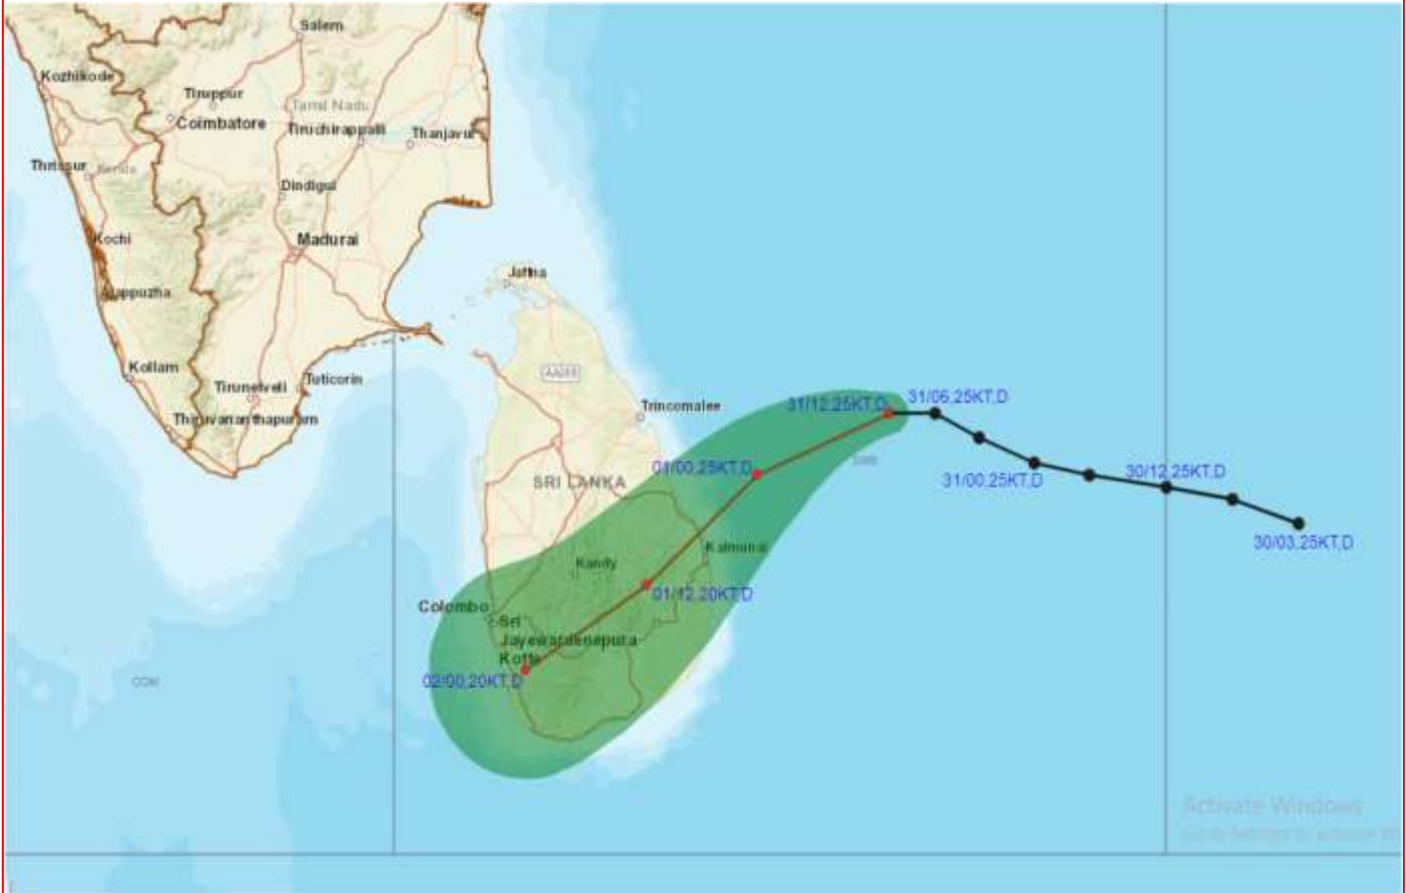 Salem
Kozhikode
Tiruppur
Tamil Nadu
Coimbatore
Tiruchirappalli
Thanjavur
Thrissur
Kerala
Dindigul
Kochi
Madurai
Jaffna
Alappuzha
Kollam
Tirunelveli
Tuticorin
Thiruvananthapuram
Trincomalee
31/12,25KT,D
31/06,25KT,D
01/00,25KT,D
31/00,25KT,D
30/12,25KT,D
30/03,25KT,D
SRI LANKA
Kandy
Kalmunai
Colombo
01/12,20KT,D
Sri
Jayewardenepura
Kotte
02/00,20KT,D
COM
Activate Windows